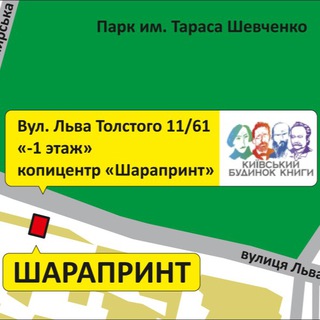 Парк им. Тараса Шевченко
Вул. Льва Толстого 11/61
«-1 этаж»
копицентр «Шарапринт»
КИЇВСЬКИЙ
БУДИНОК КНИГИ
ШАРАПРИНТ
вулиця Льва